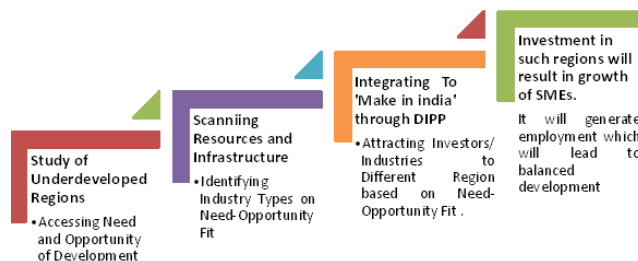 Study of
Underdeveloped
Regions
•Accessing Need
and Opportunity
of Development
Scanniing
Resources and
Infrastructure
•Identifying
Industry Types on
Need-Opportunity
Fit
Integrating To
'Make in india'
through DIPP
•Attracting Investors/
Industries to
Different Region
based on Need-
Opportunity Fit .
Investment in
such regions will
result in growth
of SMEs.
It will generate
employment which
will lead to
balanced
development